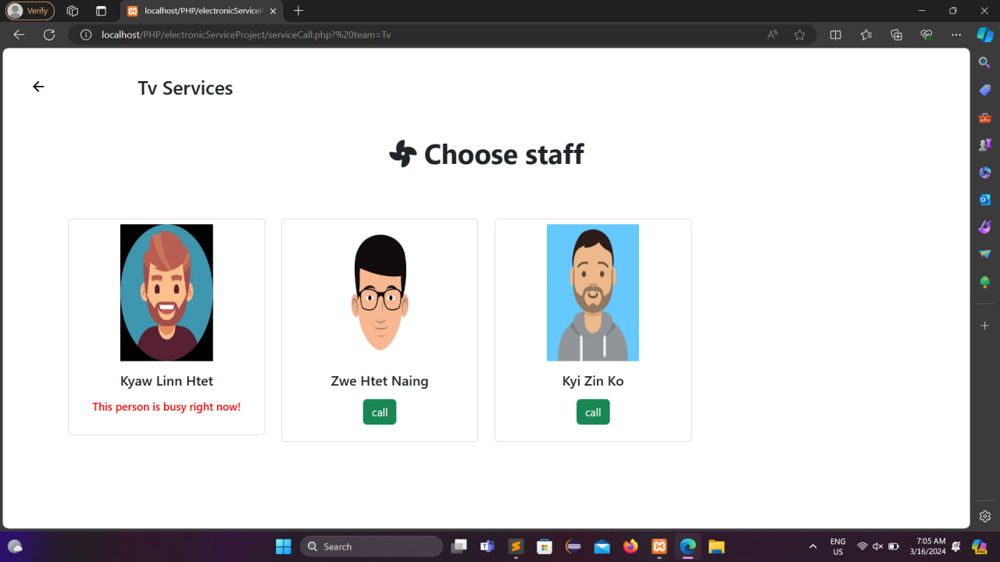 Verify
localhost/PHP/electronicServiceP
localhost/PHP/electronicServiceProject/serviceCall.php?%20team=Tv
Tv Services
Choose staff
Kyaw Linn Htet
Zwe Htet Naing
Kyi Zin Ko
This person is busy right now!
call
call
Search
ENG
US
7:05 AM
3/16/2024